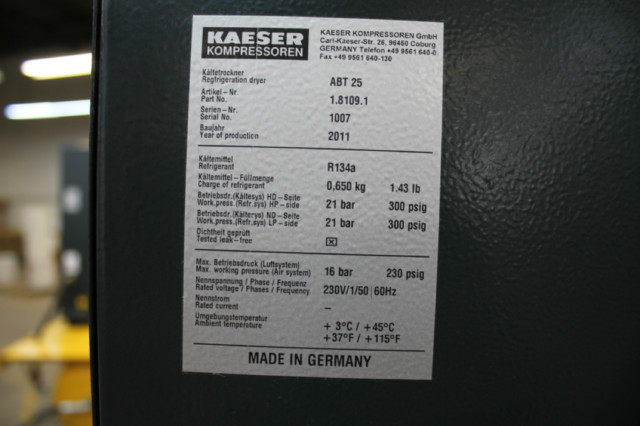 KAESER
KOMPRESSOREN
KAESER KOMPRESSOREN GmbH
Carl-Kaeser-Str. 26, 96450 Coburg
GERMANY Telefon +49 9561 640-0
Fax +49 9561 640-130
Kältetrockner
Regfrigeration dryer ABT 25
Artikel-Nr.
Part No. 1.8109.1
Serien-Nr.
Serial No. 1007
Baujahr
Year of production 2011
Kältemittel
Refrigerant R134a
Kältemittel-Füllmenge
Charge of refrigerant 0,650 kg 1.43 lb
Betriebsdr.(Kältesys) HD-Seite
Work.press.(Refr.sys) HP-side 21 bar 300 psig
Betriebsdr.(Kältesys) ND-Seite
Work.press.(Refr.sys) LP-side 21 bar 300 psig
Dichtheit geprüft
Tested leak-free ☒
Max. Betriebsdruck (Luftsystem)
Max. working pressure (Air system) 16 bar 230 psig
Nennspannung / Phase / Frequenz
Rated voltage / Phases / Frequency 230V/1/50 | 60Hz
Nennstrom
Rated current –
Umgebungstemperatur
Ambient temperature + 3°C / +45°C
+37°F / +115°F
MADE IN GERMANY